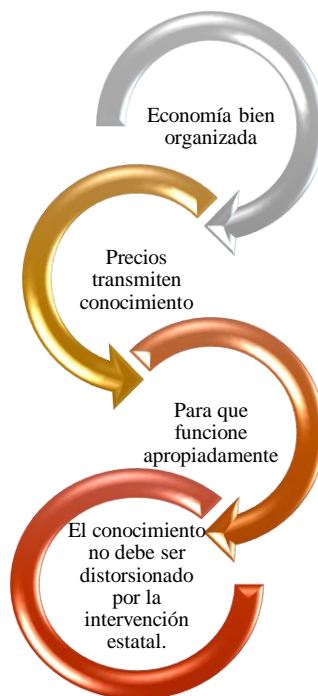 Economía bien
organizada
Precios
transmiten
conocimiento
Para que
funcione
apropiadamente
El conocimiento
no debe ser
distorsionado
por la
intervención
estatal.